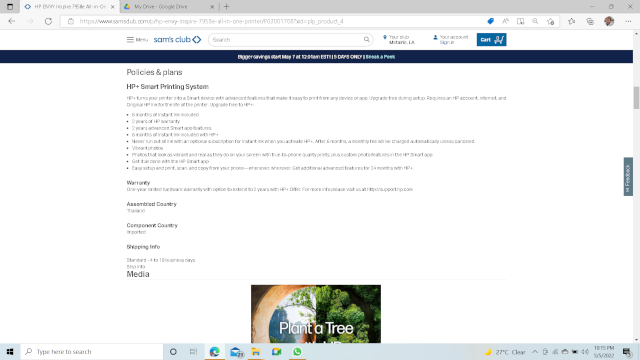 HP ENVY Inspire 7958e All-in-On
My Drive - Google Drive
https://www.samsclub.com/p/hp-envy-inspire-7958e-all-in-one-printer/P03001708?xid=plp_product_4
Menu
sam's club
Search
Your club
Metairie, LA
Your account
Sign in
Cart
Bigger savings start May 7 at 12:01am EST! | 5 DAYS ONLY | Sneak a Peek
Policies & plans
HP+ Smart Printing System
HP+ turns your printer into a Smart device with advanced features that make it easy to print from any device or app. Upgrade free during setup. Requires an HP account, internet, and
Original HP Ink for the life of the printer. Upgrade free to HP+:
6 months of Instant Ink included
2 years of HP warranty
2 years advanced Smart app features
6 months of Instant Ink included with HP+
Never run out of ink with an optional subscription for Instant Ink when you activate HP+. After 6 months, a monthly fee will be charged automatically unless canceled.
Vibrant photos
Photos that look as vibrant and real as they do on your screen with true-to-phone quality prints, plus custom photo features in the HP Smart app
Get it all done with the HP Smart app
Easy setup and print, scan, and copy from your phone—whenever, wherever. Get additional advanced features for 24 months with HP+
Warranty
One-year limited hardware warranty with option to extend to 2 years with HP+ Offer. For more info please visit us at http://support.hp.com
Assembled Country
Thailand
Component Country
Imported
Shipping Info
Standard - 4 to 10 business days
Ship Info
Media
Plant a Tree
Feedback
Type here to search
27°C Clear
10:15 PM
5/5/2022